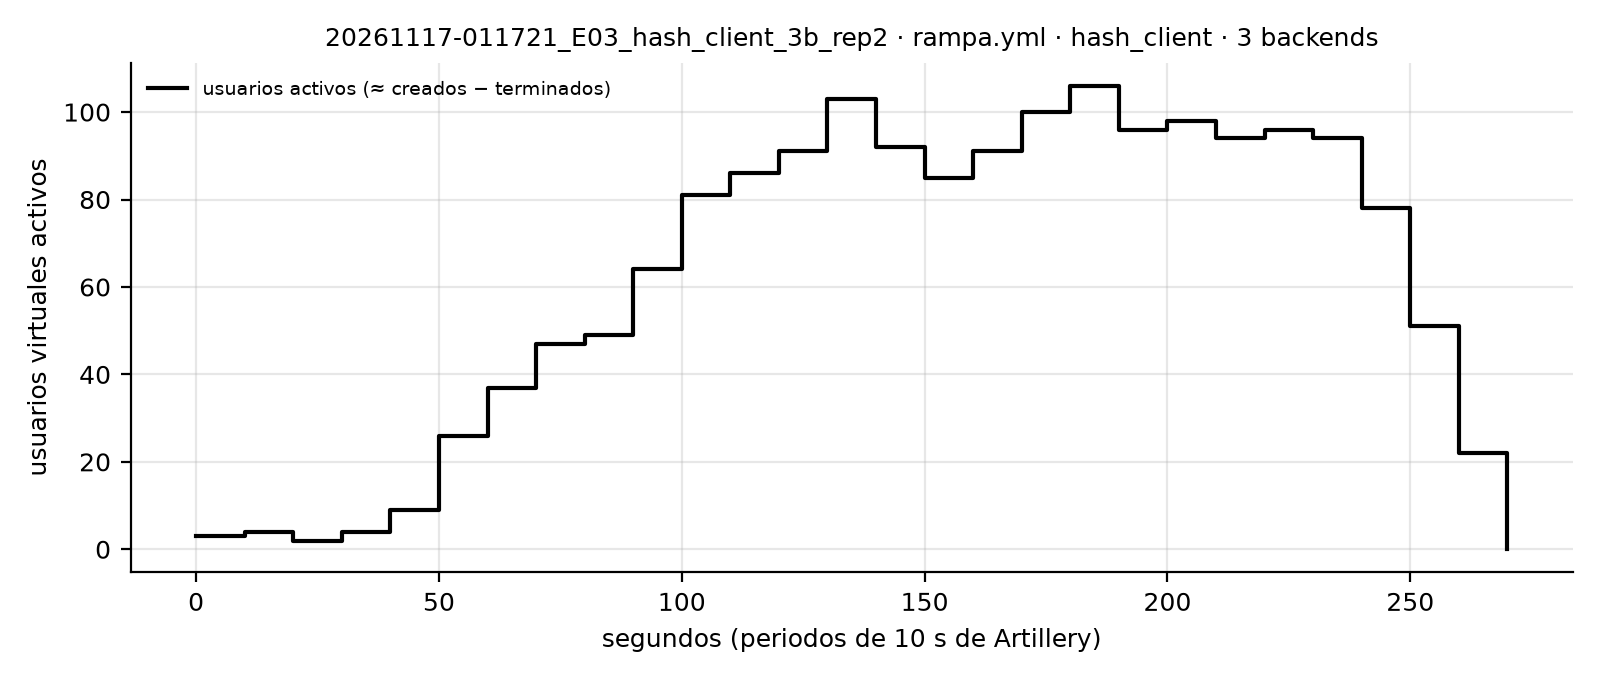 20261117-011721_E03_hash_client_3b_rep2 · rampa.yml · hash_client · 3 backends
usuarios activos (≈ creados − terminados)
usuarios virtuales activos
100
80
60
40
20
0
0 50 100 150 200 250
segundos (periodos de 10 s de Artillery)